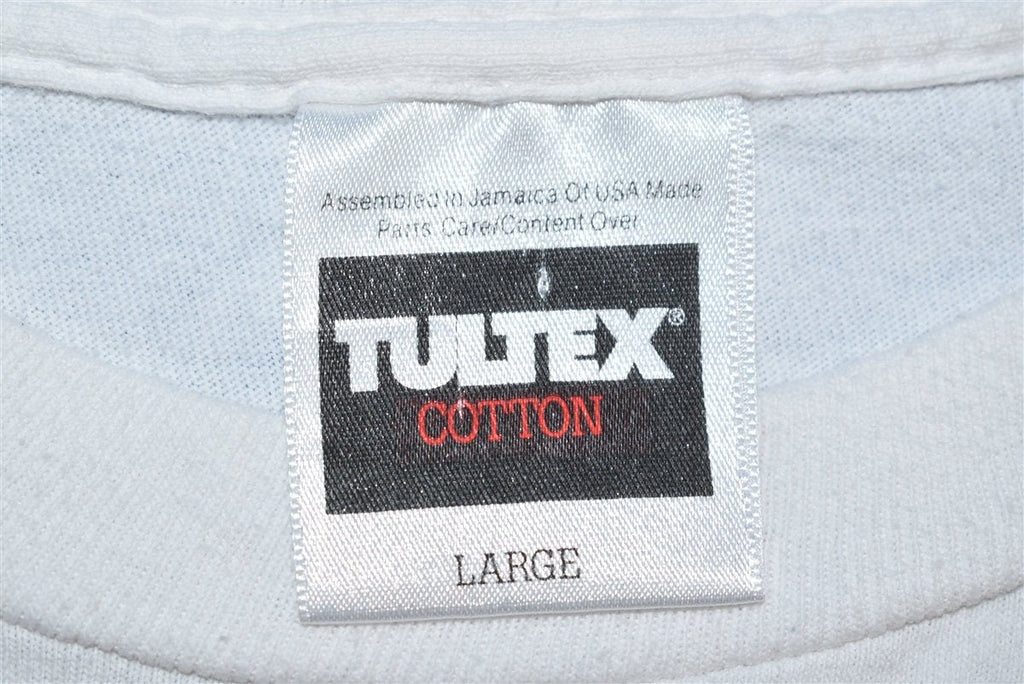 Assembled In Jamaica Of USA Made
Parts Care/Content Over
TULTEX®
COTTON
LARGE